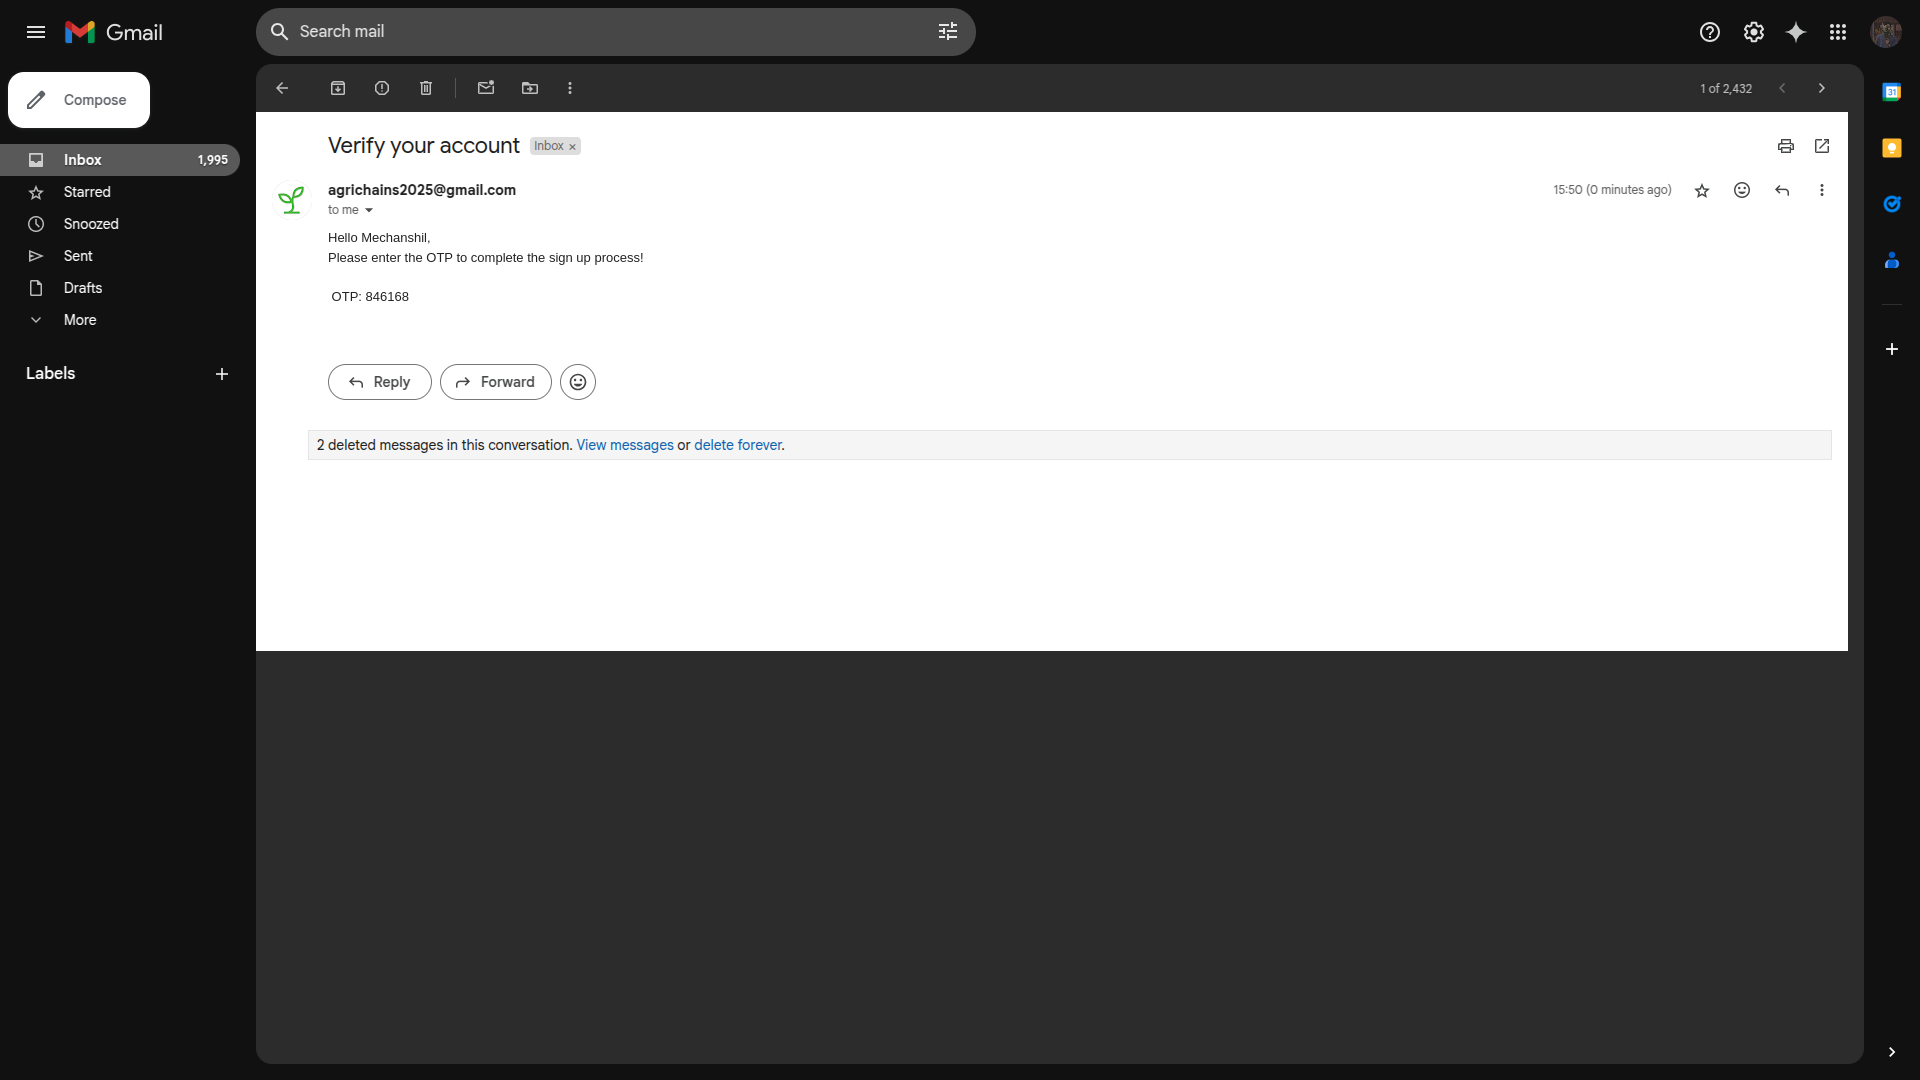 Gmail
Search mail
Compose
1 of 2,432
Inbox 1,995
Starred
Snoozed
Sent
Drafts
More
Labels
Verify your account Inbox ×
agrichains2025@gmail.com
15:50 (0 minutes ago)
to me
Hello Mechanshil,
Please enter the OTP to complete the sign up process!
OTP: 846168
Reply Forward
2 deleted messages in this conversation. View messages or delete forever.
31